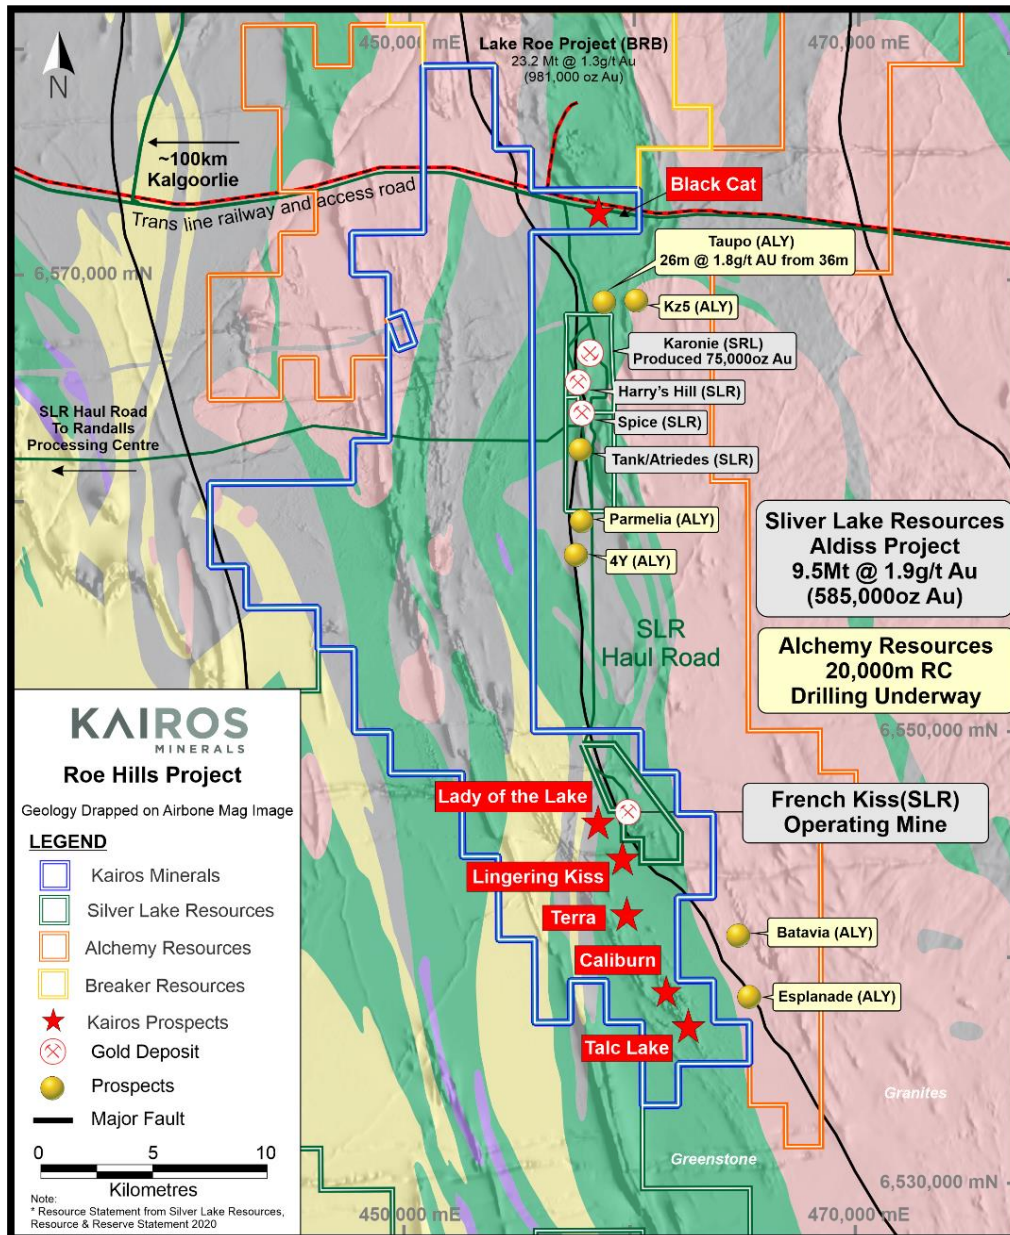 450,000 mE
470,000 mE
Lake Roe Project (BRB)
23.2 Mt @ 1.3g/t Au
(981,000 oz Au)
N
~100km
Kalgoorlie
Trans line railway and access road
Black Cat
6,570,000 mN
Taupo (ALY)
26m @ 1.8g/t AU from 36m
Kz5 (ALY)
Karonie (SRL)
Produced 75,000oz Au
Harry's Hill (SLR)
Spice (SLR)
SLR Haul Road
To Randalls
Processing Centre
Tank/Atriedes (SLR)
Parmelia (ALY)
4Y (ALY)
Sliver Lake Resources
Aldiss Project
9.5Mt @ 1.9g/t Au
(585,000oz Au)
SLR
Haul Road
Alchemy Resources
20,000m RC
Drilling Underway
6,550,000 mN
KAIROS
MINERALS
Roe Hills Project
Geology Drapped on Airbone Mag Image
LEGEND
Kairos Minerals
Silver Lake Resources
Alchemy Resources
Breaker Resources
Kairos Prospects
Gold Deposit
Prospects
Major Fault
0 5 10
Kilometres
Note:
* Resource Statement from Silver Lake Resources,
Resource & Reserve Statement 2020
Lady of the Lake
French Kiss(SLR)
Operating Mine
Lingering Kiss
Terra
Batavia (ALY)
Caliburn
Esplanade (ALY)
Talc Lake
Granites
Greenstone
6,530,000 mN
450,000 mE
470,000 mE